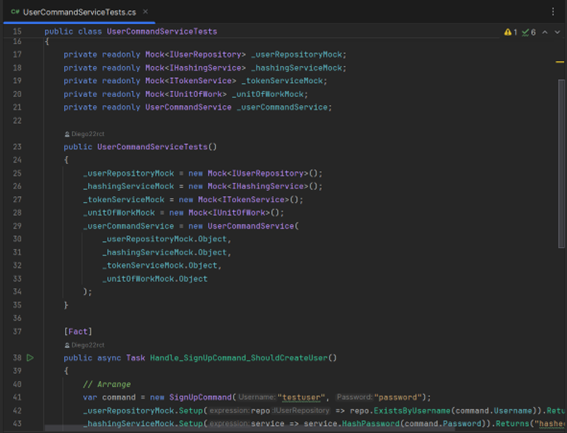 C# UserCommandServiceTests.cs ×
15 public class UserCommandServiceTests 1 6
16 {
17 private readonly Mock<IUserRepository> _userRepositoryMock;
18 private readonly Mock<IHashingService> _hashingServiceMock;
19 private readonly Mock<ITokenService> _tokenServiceMock;
20 private readonly Mock<IUnitOfWork> _unitOfWorkMock;
21 private readonly UserCommandService _userCommandService;
22
Diego22rct
23 public UserCommandServiceTests()
24 {
25 _userRepositoryMock = new Mock<IUserRepository>();
26 _hashingServiceMock = new Mock<IHashingService>();
27 _tokenServiceMock = new Mock<ITokenService>();
28 _unitOfWorkMock = new Mock<IUnitOfWork>();
29 _userCommandService = new UserCommandService(
30 _userRepositoryMock.Object,
31 _hashingServiceMock.Object,
32 _tokenServiceMock.Object,
33 _unitOfWorkMock.Object
34 );
35 }
36
37 [Fact]
Diego22rct
38 public async Task Handle_SignUpCommand_ShouldCreateUser()
39 {
40 // Arrange
41 var command = new SignUpCommand(Username:"testuser", Password:"password");
42 _userRepositoryMock.Setup(expression:repo:IUserRepository => repo.ExistsByUsername(command.Username)).Retu
43 _hashingServiceMock.Setup(expression:service => service.HashPassword(command.Password)).Returns("hashe